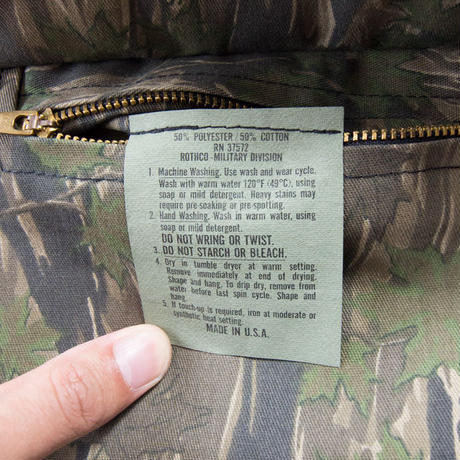 50% POLYESTER / 50% COTTON
RN 37572
ROTHCO - MILITARY DIVISION
1. Machine Washing. Use wash and wear cycle.
Wash with warm water 120°F (49°C), using
soap or mild detergent. Heavy stains may
require pre-soaking or pre-spotting.
2. Hand Washing. Wash in warm water, using
soap or mild detergent.
DO NOT WRING OR TWIST.
3. DO NOT STARCH OR BLEACH.
4. Dry in tumble dryer at warm setting.
Remove immediately at end of drying.
Shape and hang. To drip dry, remove from
water before last spin cycle. Shape and
hang.
5. If touch-up is required, iron at moderate or
synthetic heat setting.
MADE IN U.S.A.